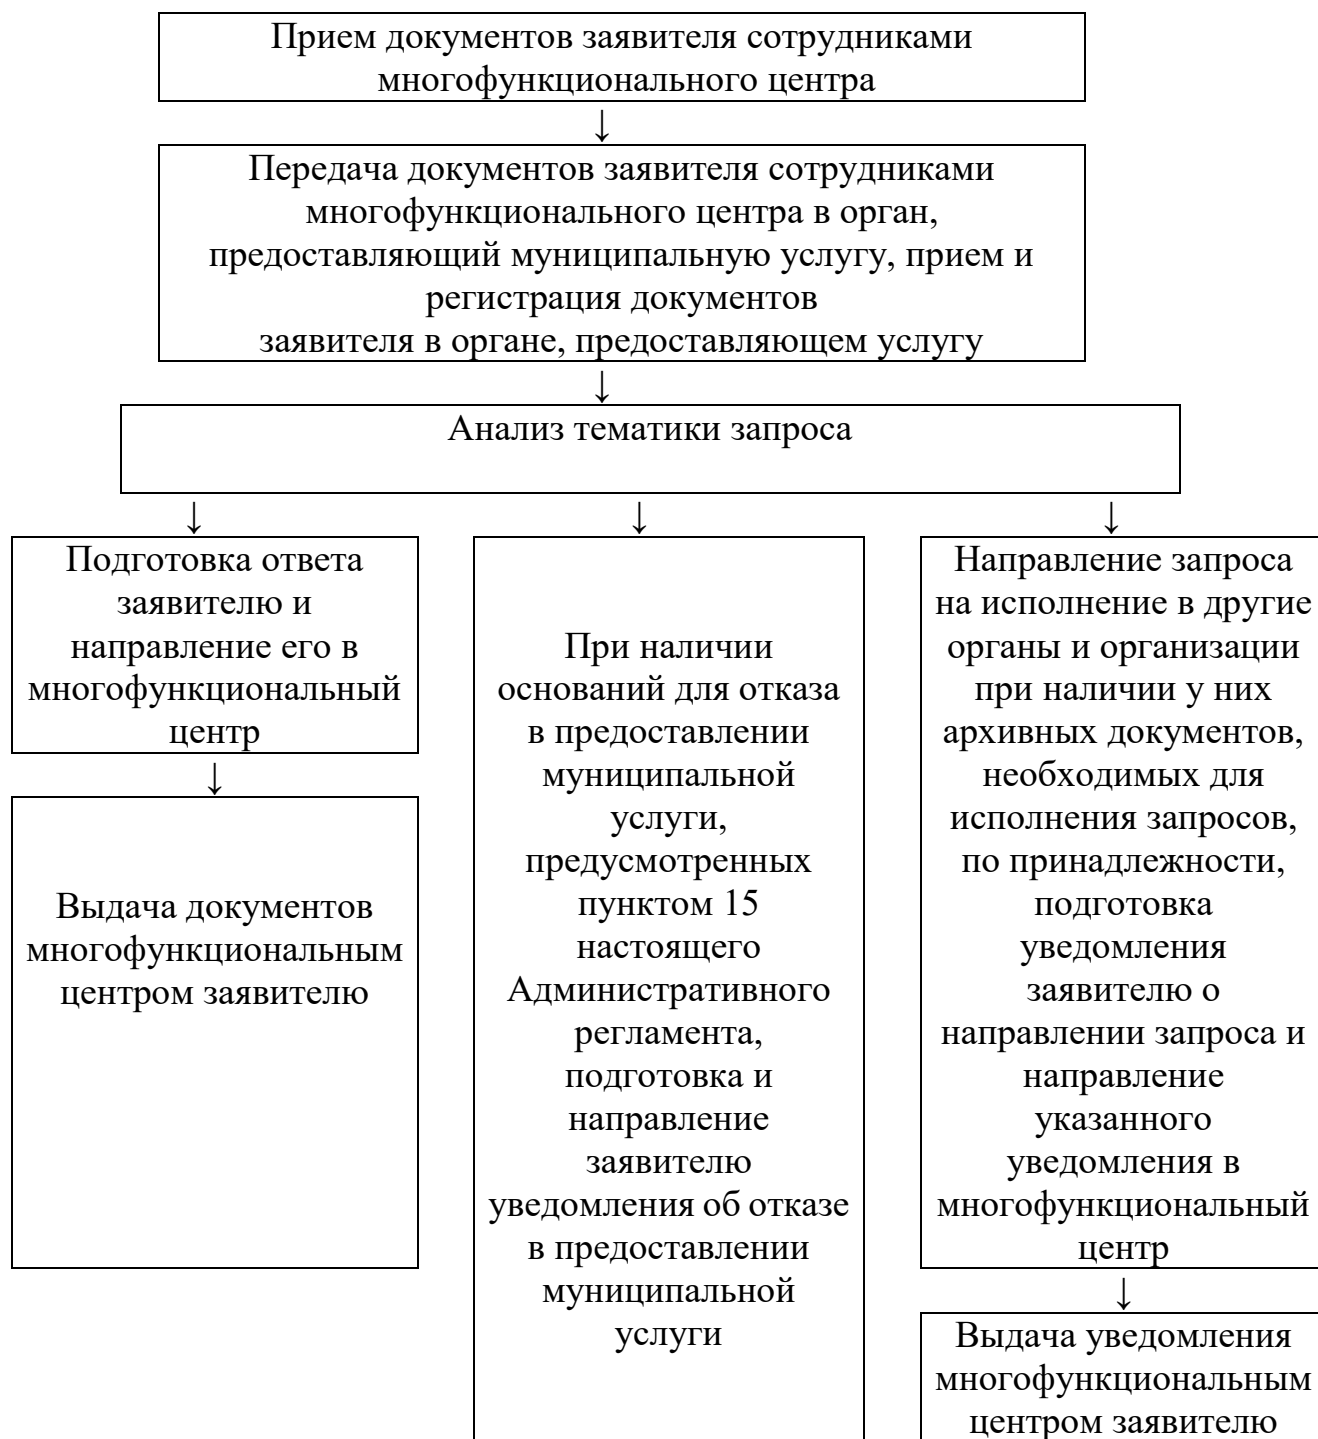 Прием документов заявителя сотрудниками
многофункционального центра
↓
Передача документов заявителя сотрудниками
многофункционального центра в орган,
предоставляющий муниципальную услугу, прием и
регистрация документов
заявителя в органе, предоставляющем услугу
↓
Анализ тематики запроса
↓
↓
↓
Подготовка ответа
заявителю и
направление его в
многофункциональный
центр
↓
Выдача документов
многофункциональным
центром заявителю
При наличии
оснований для отказа
в предоставлении
муниципальной
услуги,
предусмотренных
пунктом 15
настоящего
Административного
регламента,
подготовка и
направление
заявителю
уведомления об отказе
в предоставлении
муниципальной
услуги
Направление запроса
на исполнение в другие
органы и организации
при наличии у них
архивных документов,
необходимых для
исполнения запросов,
по принадлежности,
подготовка
уведомления
заявителю о
направлении запроса и
направление
указанного
уведомления в
многофункциональный
центр
↓
Выдача уведомления
многофункциональным
центром заявителю